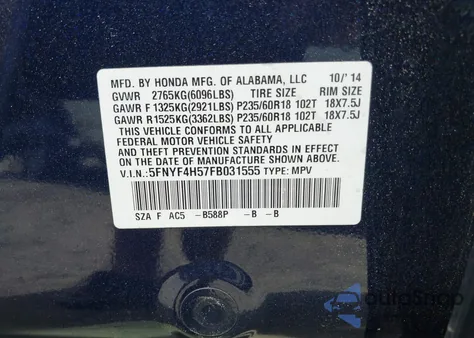 MFD. BY HONDA MFG. OF ALABAMA, LLC 10/'14
GVWR 2765KG(6096LBS) TIRE SIZE RIM SIZE
GAWR F 1325KG(2921LBS) P235/60R18 102T 18X7.5J
GAWR R1525KG(3362LBS) P235/60R18 102T 18X7.5J
THIS VEHICLE CONFORMS TO ALL APPLICABLE
FEDERAL MOTOR VEHICLE SAFETY
AND THEFT PREVENTION STANDARDS IN EFFECT ON
THE DATE OF MANUFACTURE SHOWN ABOVE.
V.I.N.: 5FNYF4H57FB031555 TYPE: MPV
SZA F AC5 -B588P -B -B
AutoSnap